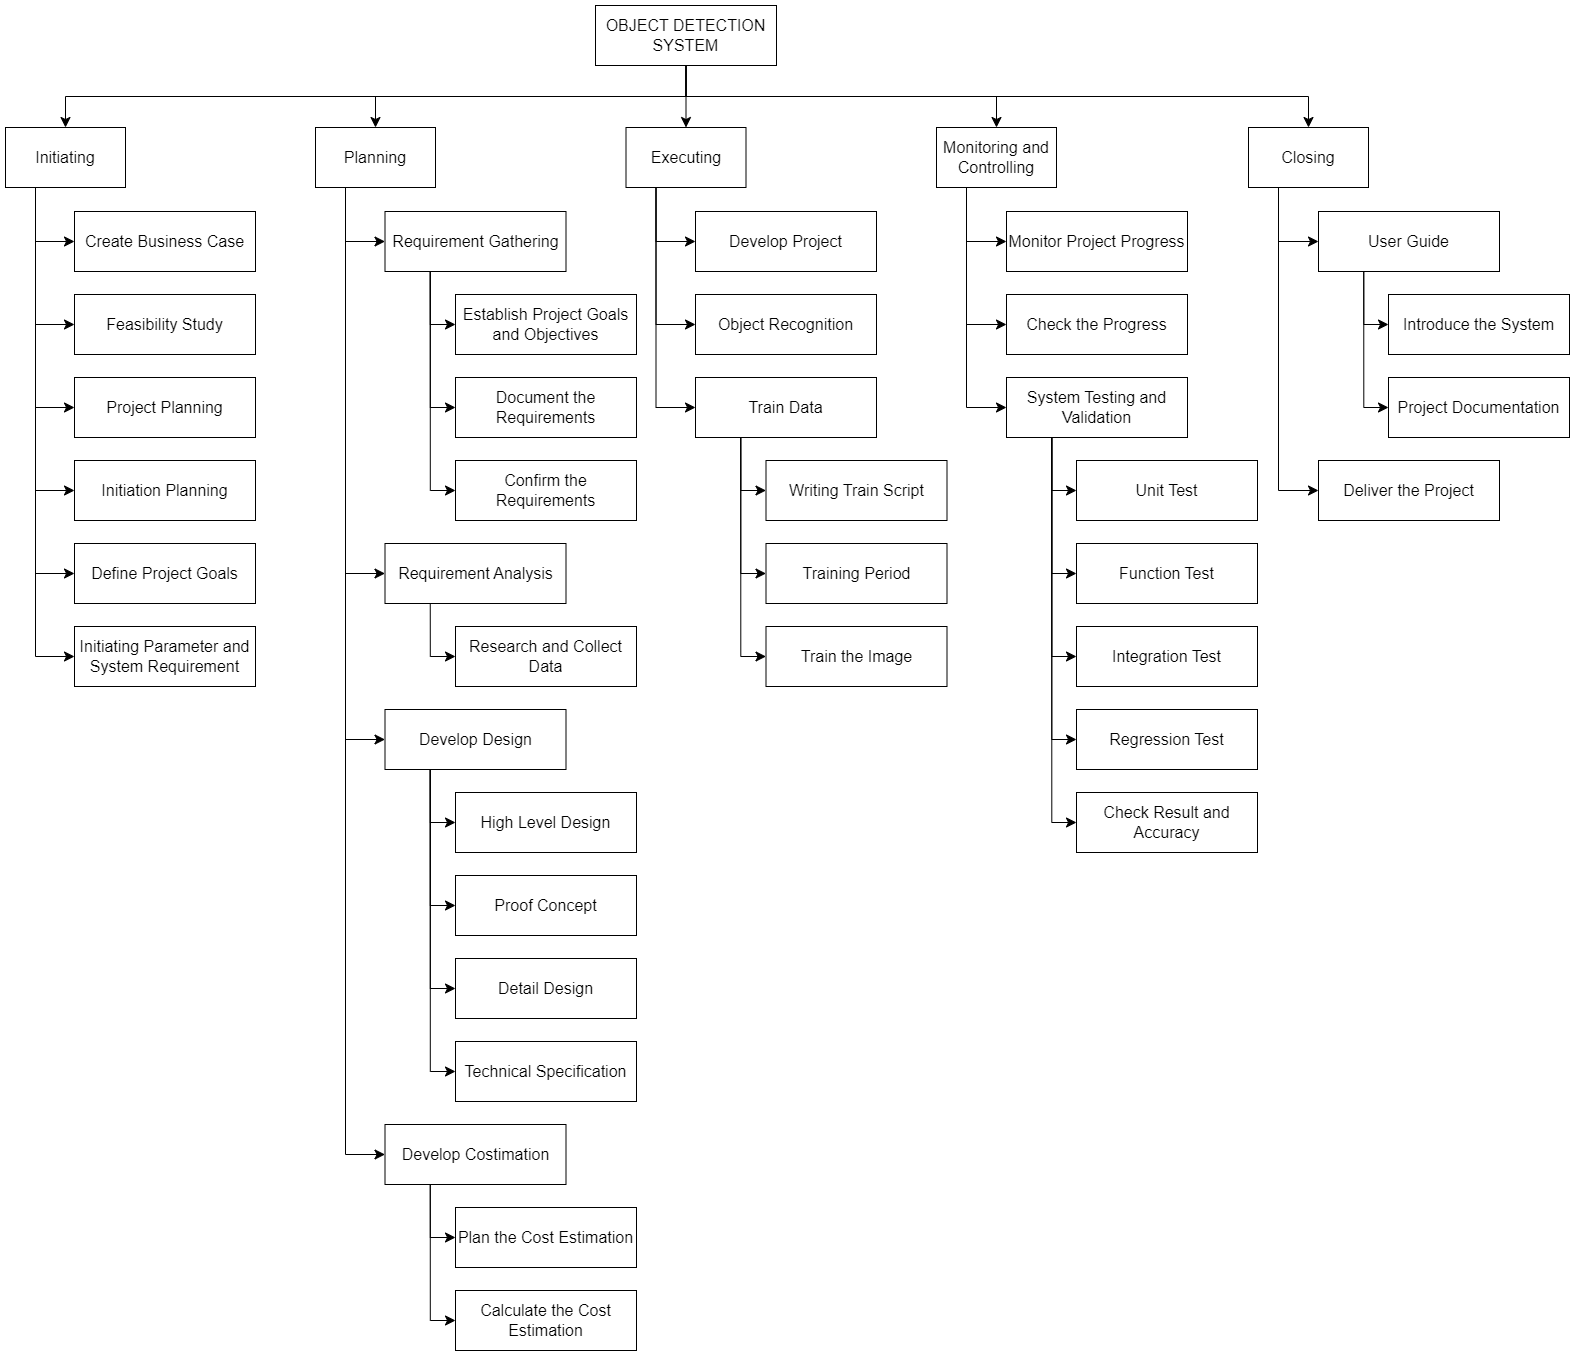 OBJECT DETECTION
SYSTEM
Initiating
Create Business Case
Feasibility Study
Project Planning
Initiation Planning
Define Project Goals
Initiating Parameter and
System Requirement
Planning
Requirement Gathering
Establish Project Goals
and Objectives
Document the
Requirements
Confirm the
Requirements
Requirement Analysis
Research and Collect
Data
Develop Design
High Level Design
Proof Concept
Detail Design
Technical Specification
Develop Costimation
Plan the Cost Estimation
Calculate the Cost
Estimation
Executing
Develop Project
Object Recognition
Train Data
Writing Train Script
Training Period
Train the Image
Monitoring and
Controlling
Monitor Project Progress
Check the Progress
System Testing and
Validation
Unit Test
Function Test
Integration Test
Regression Test
Check Result and
Accuracy
Closing
User Guide
Introduce the System
Project Documentation
Deliver the Project